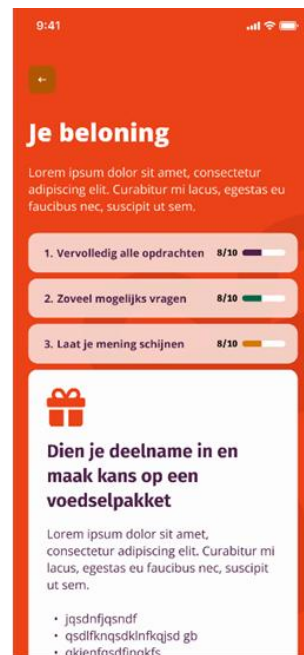 9:41
←
Je beloning
Lorem ipsum dolor sit amet, consectetur
adipiscing elit. Curabitur mi lacus, egestas eu
faucibus nec, suscipit ut sem.
1. Vervolledig alle opdrachten 8/10
2. Zoveel mogelijks vragen 8/10
3. Laat je mening schijnen 8/10
Dien je deelname in en
maak kans op een
voedselpakket
Lorem ipsum dolor sit amet,
consectetur adipiscing elit. Curabitur mi
lacus, egestas eu faucibus nec, suscipit
ut sem.
• jqsdnfjqsndf
• qsdlfknqsdklnfkqjsd gb